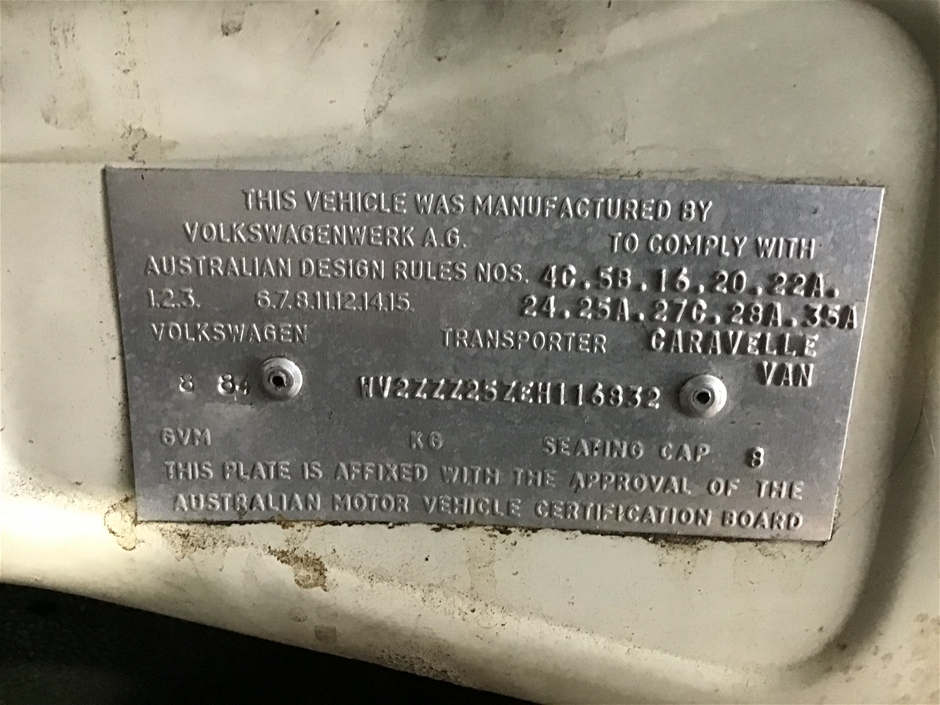 THIS VEHICLE WAS MANUFACTURED BY
VOLKSWAGENWERK A.G. TO COMPLY WITH
AUSTRALIAN DESIGN RULES NOS. 4C.5B.16.20.22A.
1.2.3. 6.7.8.11.12.14.15. 24.25A.27C.28A.35A
VOLKSWAGEN TRANSPORTER CARAVELLE
VAN
8 84 WV2ZZZ25ZEH116832
GVM KG SEATING CAP 8
THIS PLATE IS AFFIXED WITH THE APPROVAL OF THE
AUSTRALIAN MOTOR VEHICLE CERTIFICATION BOARD